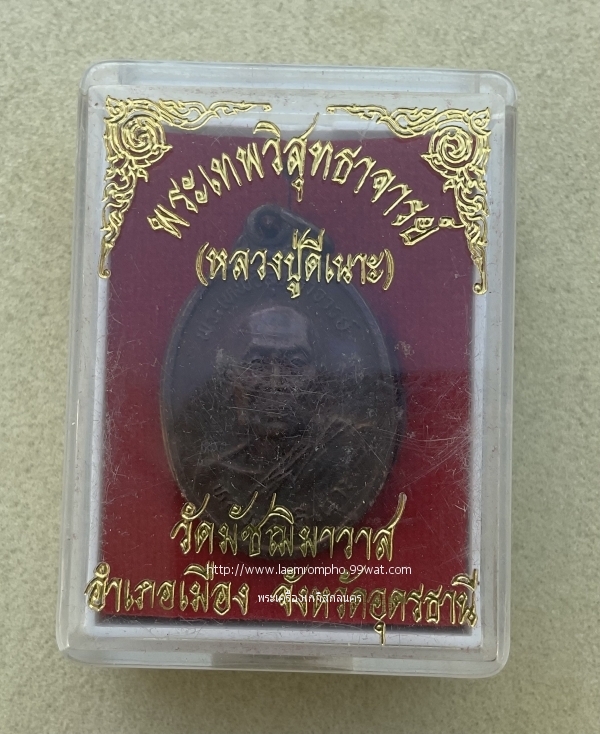 พระเทพวิสุทธาจารย์
(หลวงปู่ดีเนาะ)
วัดมัชฌิมาวาส
http://www.laemrompho.99wat.com
อำเภอเมือง จังหวัดอุดรธานี